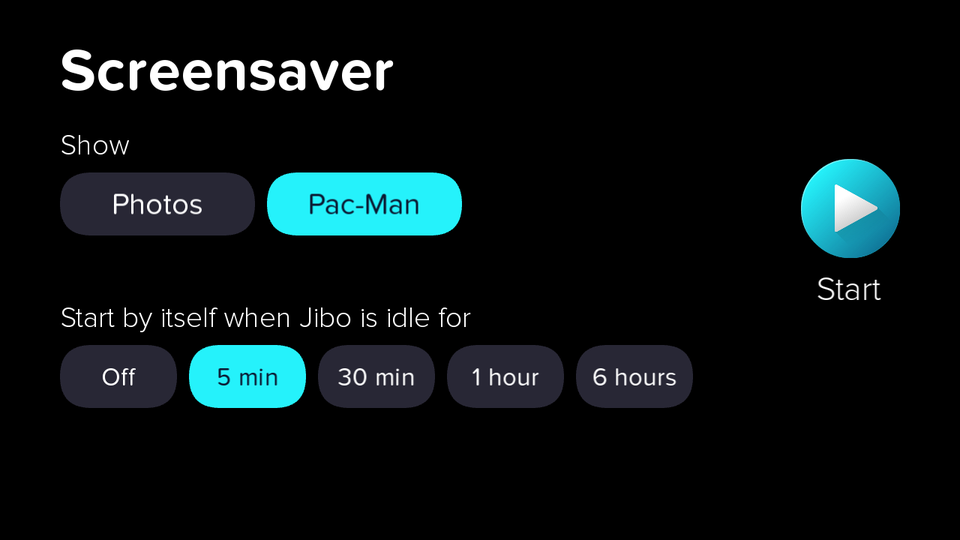 Screensaver
Show
Photos Pac-Man
Start
Start by itself when Jibo is idle for
Off 5 min 30 min 1 hour 6 hours